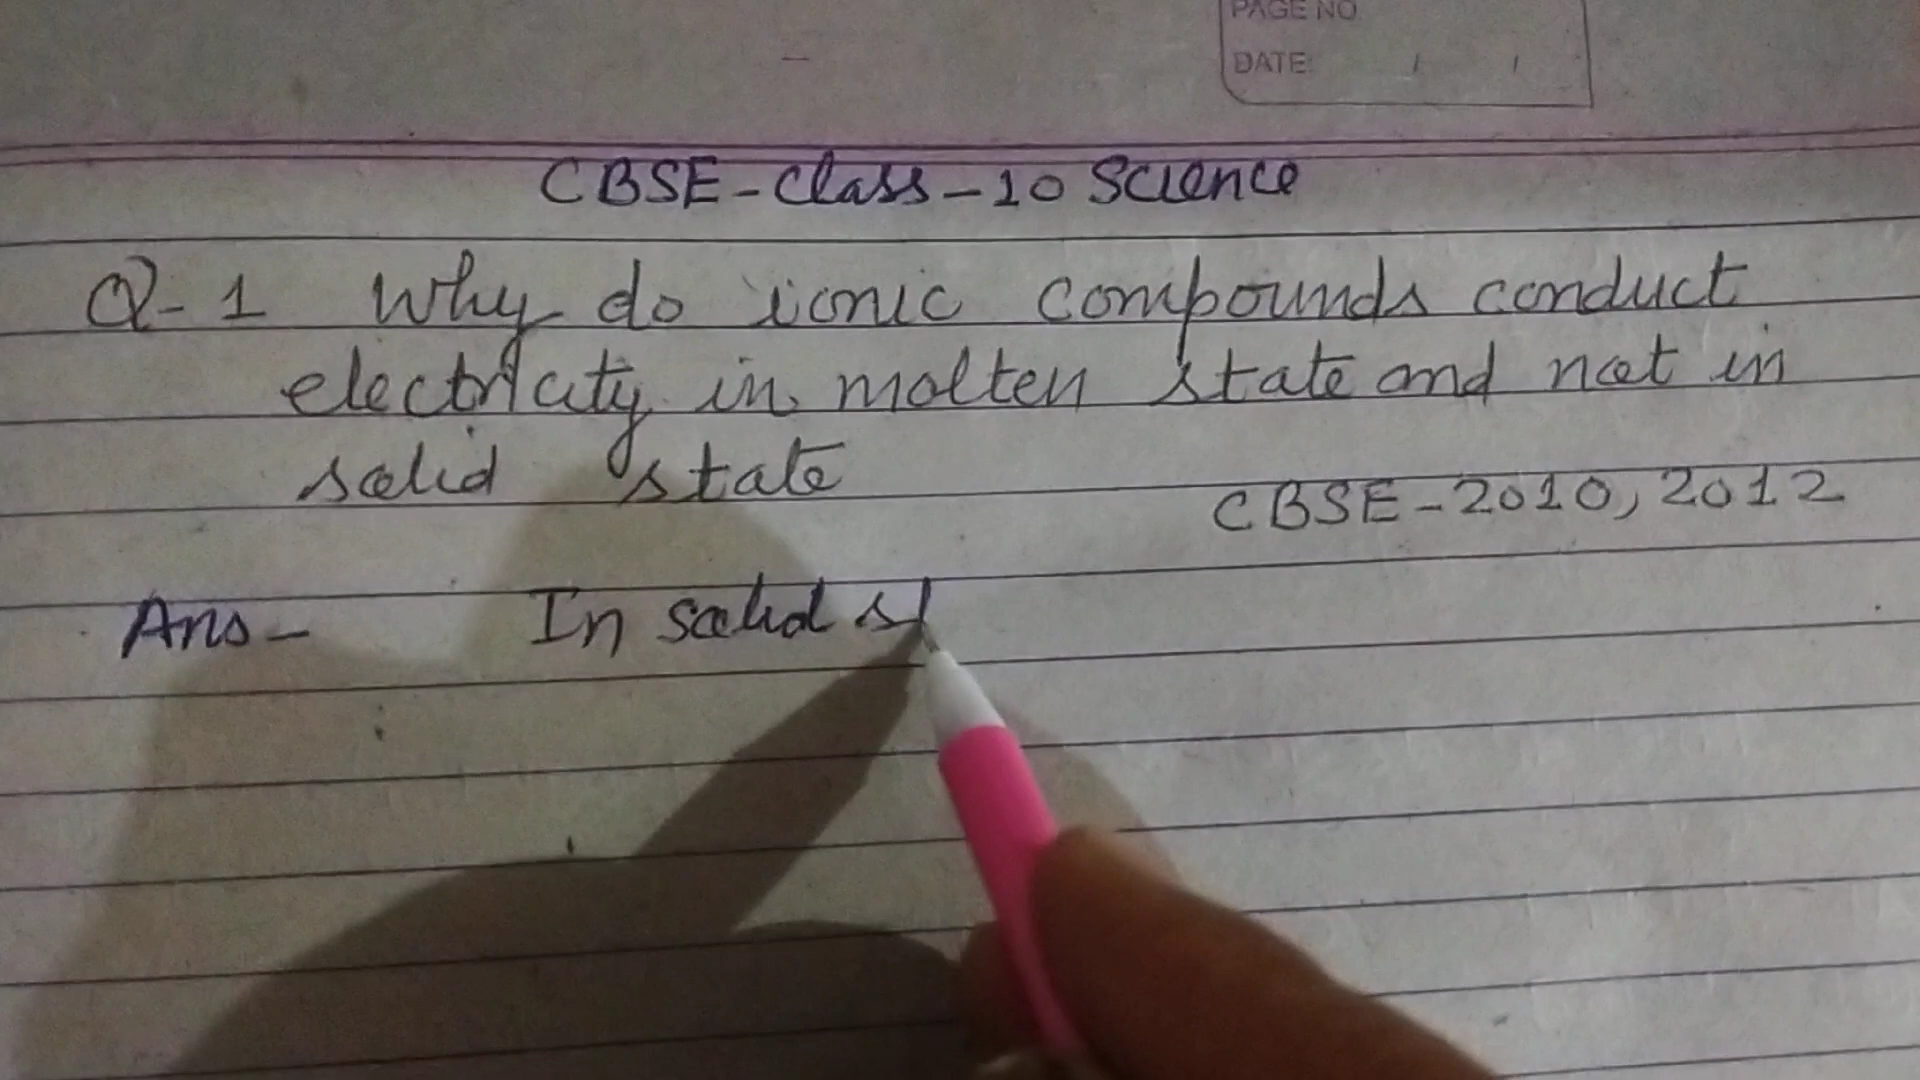 PAGE NO
DATE: / /
CBSE-Class-10 Science
Q-1 Why do ionic compounds conduct
electricity in molten state and not in
solid state
CBSE-2010, 2012
Ans- In solid st